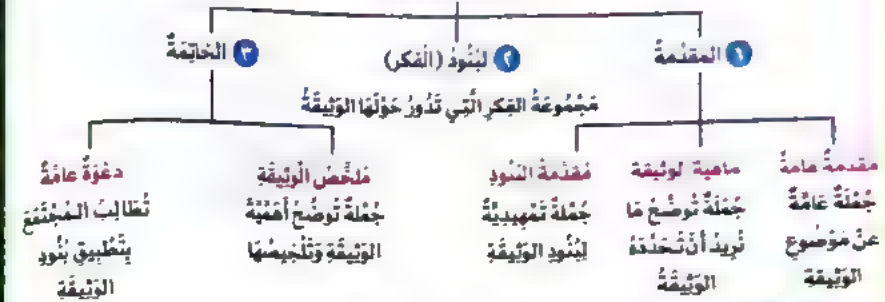 ١ المقدمة
٢ البنود (الفكر)
٣ الخاتمة
مجموعة الفكر التي تدور حولها الوثيقة
مقدمة عامة
جملة عامة
عن موضوع
الوثيقة
ماهية الوثيقة
جملة توضح ما
نريد أن تحدده
الوثيقة
مقدمة البنود
جملة تمهيدية
لبنود الوثيقة
ملخص الوثيقة
جملة توضح أهمية
الوثيقة وتلخيصها
دعوة عامة
تطالب المجتمع
بتطبيق بنود
الوثيقة